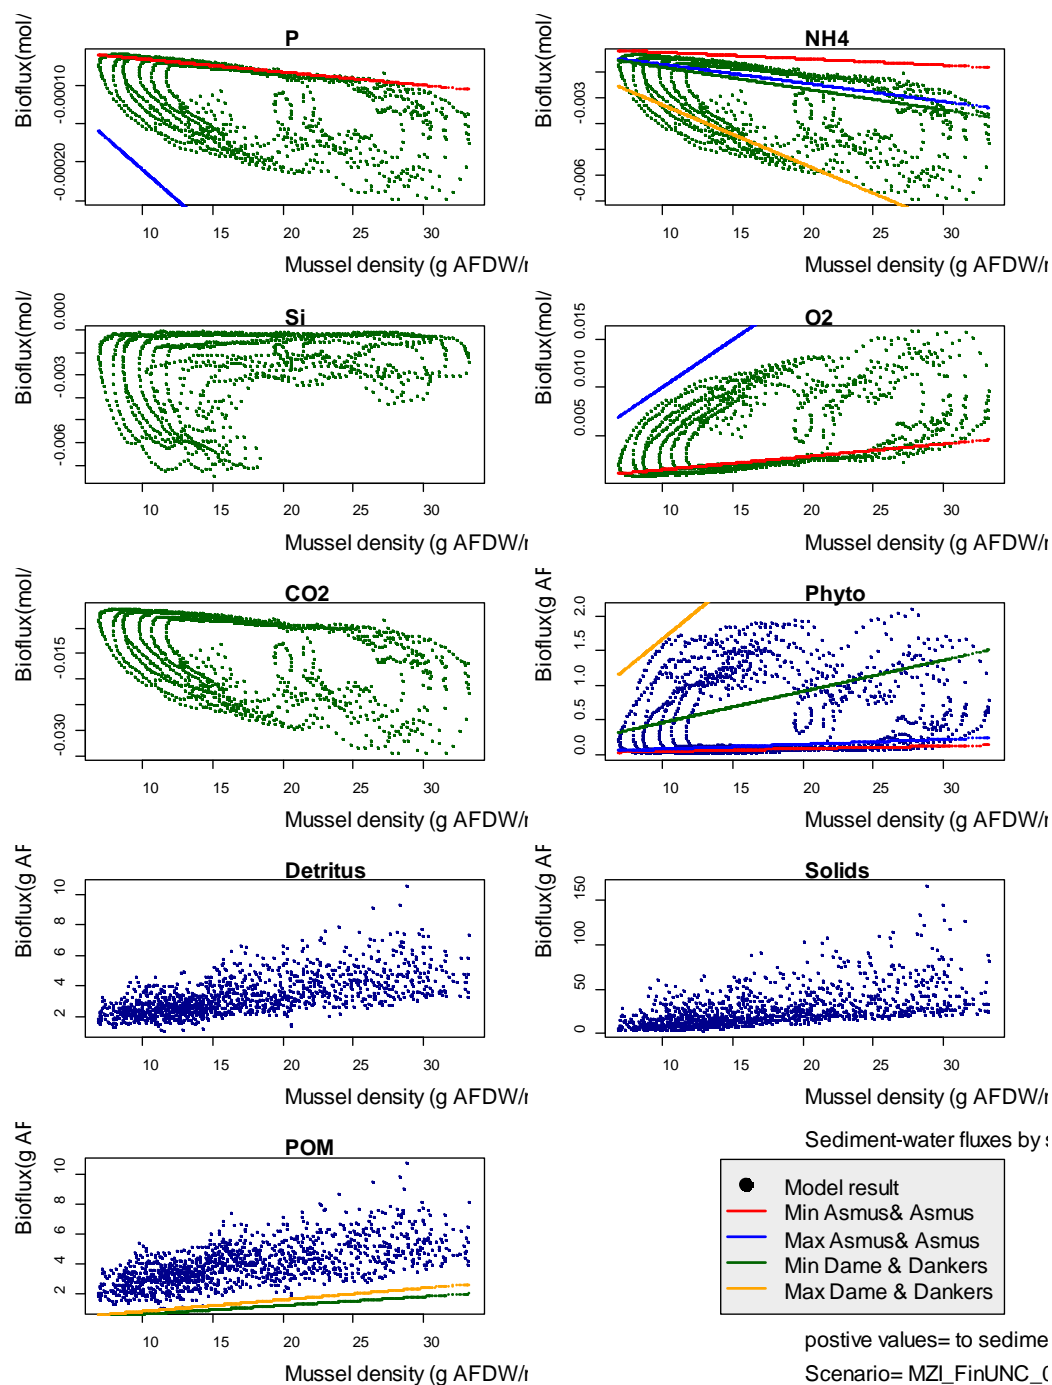 P
Bioflux(mol/
-0.00020
-0.00010
10 15 20 25 30
Mussel density (g AFDW/
NH4
Bioflux(mol/
-0.006
-0.003
10 15 20 25 30
Mussel density (g AFDW/
Si
Bioflux(mol/
-0.006
-0.003
0.000
10 15 20 25 30
Mussel density (g AFDW/
O2
Bioflux(mol/
0.005
0.010
0.015
10 15 20 25 30
Mussel density (g AFDW/
CO2
Bioflux(mol/
-0.030
-0.015
10 15 20 25 30
Mussel density (g AFDW/
Phyto
Bioflux(g AF
0.0
0.5
1.0
1.5
2.0
10 15 20 25 30
Mussel density (g AFDW/
Detritus
Bioflux(g AF
2
4
6
8
10
10 15 20 25 30
Mussel density (g AFDW/
Solids
Bioflux(g AF
0
50
100
150
10 15 20 25 30
Mussel density (g AFDW/
POM
Bioflux(g AF
2
4
6
8
10
10 15 20 25 30
Mussel density (g AFDW/
Sediment-water fluxes by s
Model result
Min Asmus& Asmus
Max Asmus& Asmus
Min Dame & Dankers
Max Dame & Dankers
postive values= to sedime
Scenario= MZI_FinUNC_0